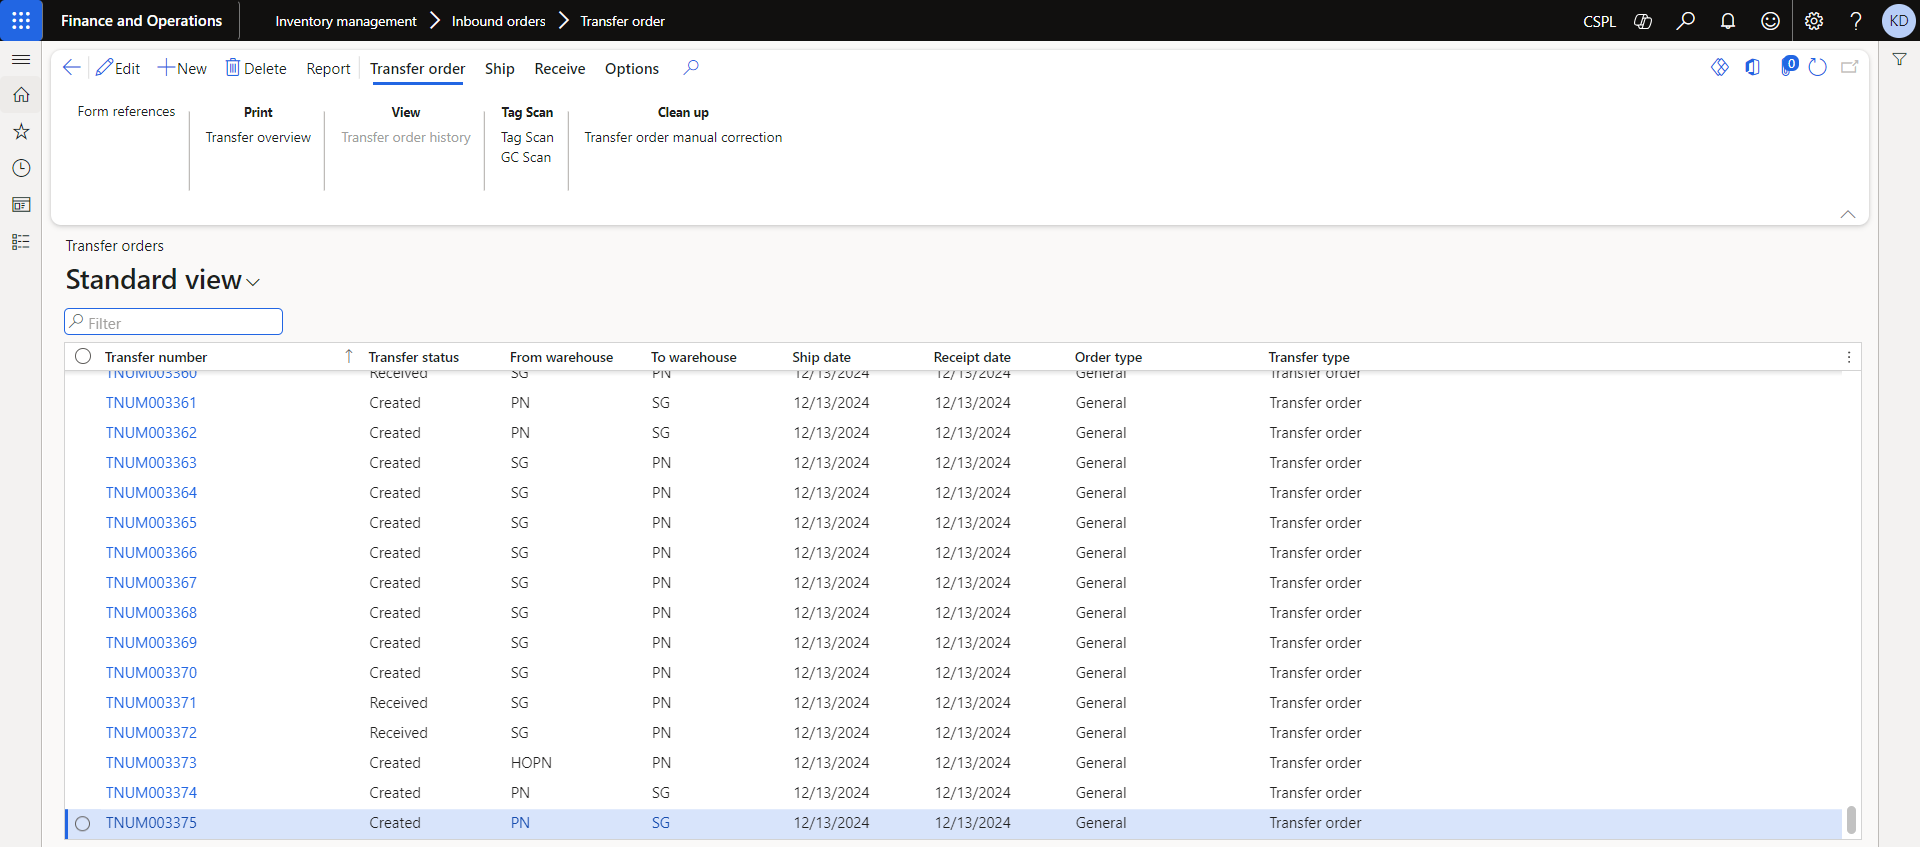 Finance and Operations Inventory management Inbound orders Transfer order CSPL ? KD
Edit New Delete Report Transfer order Ship Receive Options 0
Form references
Print
Transfer overview
View
Transfer order history
Tag Scan
Tag Scan
GC Scan
Clean up
Transfer order manual correction
Transfer orders
Standard view
Filter
Transfer number Transfer status From warehouse To warehouse Ship date Receipt date Order type Transfer type
TNUM003360 Received SG PN 12/13/2024 12/13/2024 General Transfer order
TNUM003361 Created PN SG 12/13/2024 12/13/2024 General Transfer order
TNUM003362 Created PN SG 12/13/2024 12/13/2024 General Transfer order
TNUM003363 Created SG PN 12/13/2024 12/13/2024 General Transfer order
TNUM003364 Created SG PN 12/13/2024 12/13/2024 General Transfer order
TNUM003365 Created SG PN 12/13/2024 12/13/2024 General Transfer order
TNUM003366 Created SG PN 12/13/2024 12/13/2024 General Transfer order
TNUM003367 Created SG PN 12/13/2024 12/13/2024 General Transfer order
TNUM003368 Created SG PN 12/13/2024 12/13/2024 General Transfer order
TNUM003369 Created SG PN 12/13/2024 12/13/2024 General Transfer order
TNUM003370 Created SG PN 12/13/2024 12/13/2024 General Transfer order
TNUM003371 Received SG PN 12/13/2024 12/13/2024 General Transfer order
TNUM003372 Received SG PN 12/13/2024 12/13/2024 General Transfer order
TNUM003373 Created HOPN PN 12/13/2024 12/13/2024 General Transfer order
TNUM003374 Created PN SG 12/13/2024 12/13/2024 General Transfer order
TNUM003375 Created PN SG 12/13/2024 12/13/2024 General Transfer order